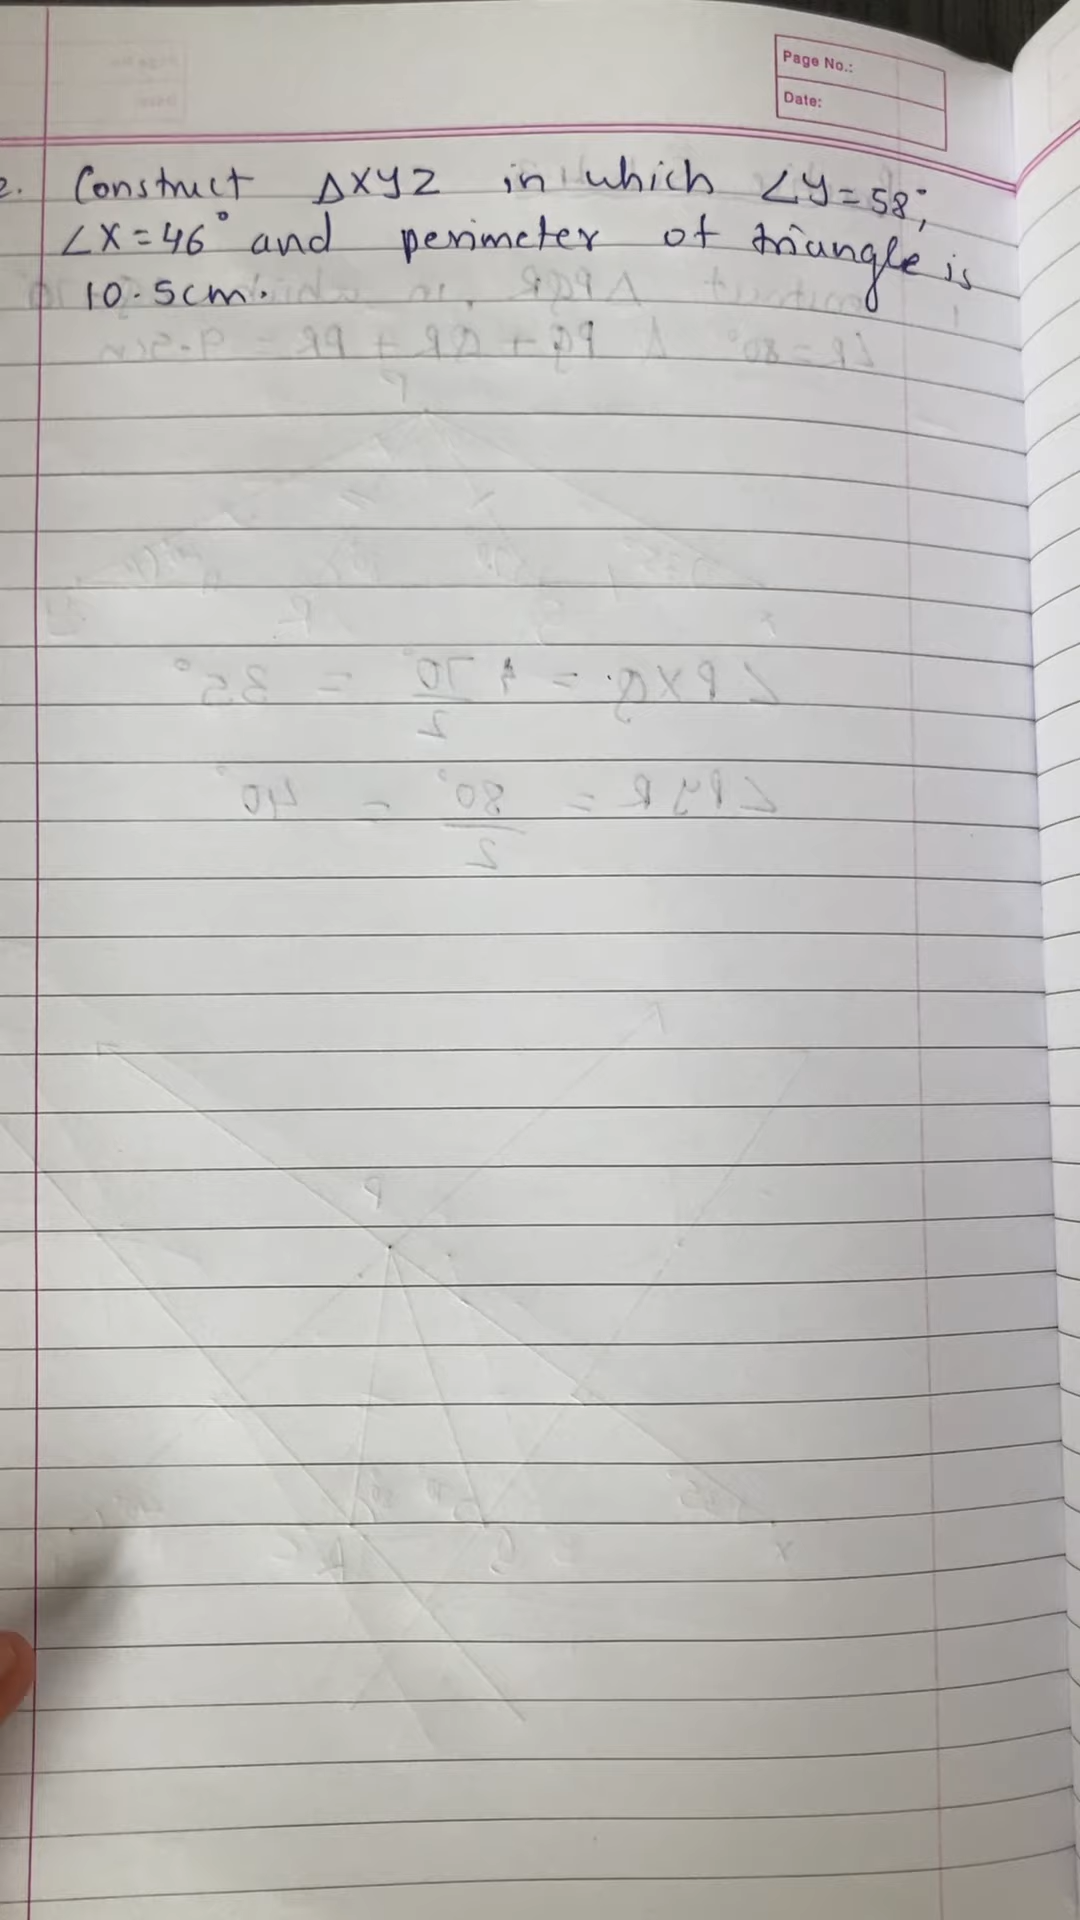 Page No.:
Date:
2. Construct ΔXYZ in which ∠Y=58°,
∠X=46° and perimeter of triangle is
10.5cm.